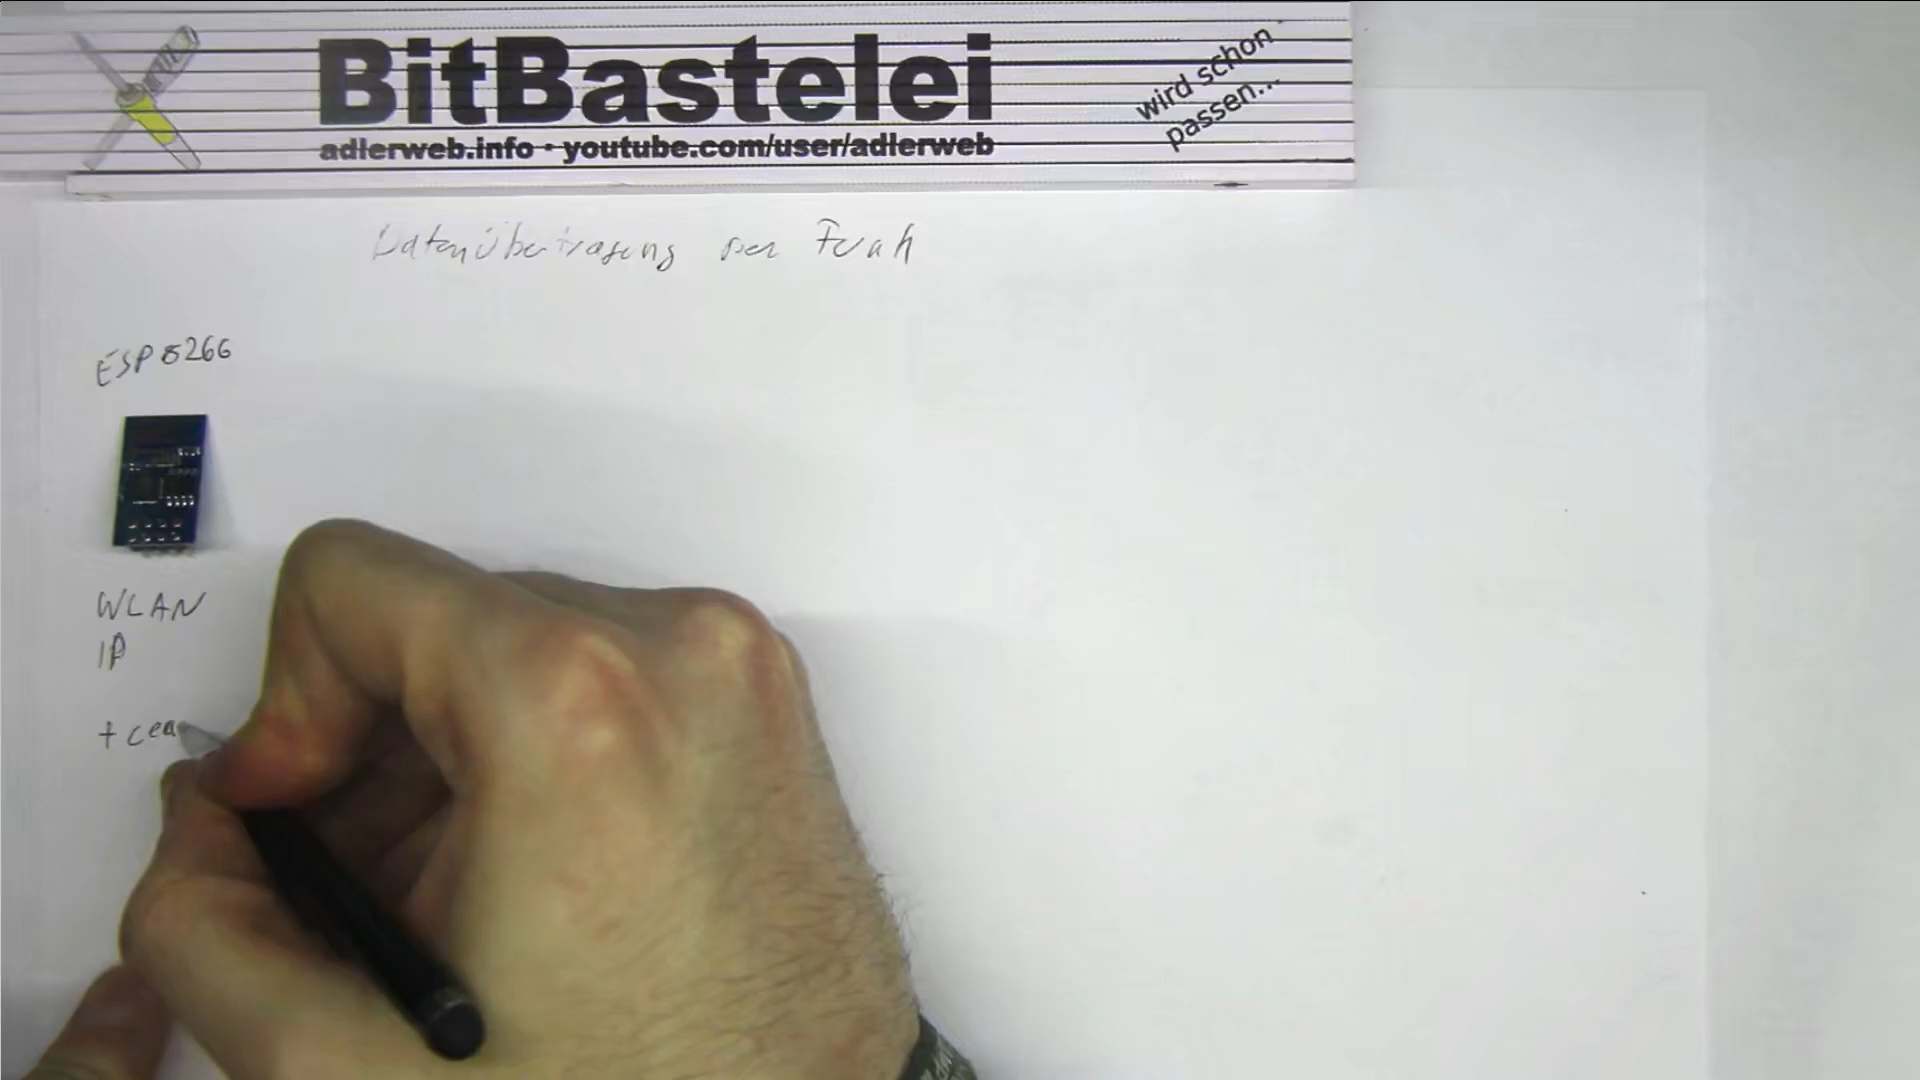 BitBastelei
adlerweb.info • youtube.com/user/adlerweb
wird schon
passen...
Datenübertragung per Funk
ESP8266
WLAN
IP
+